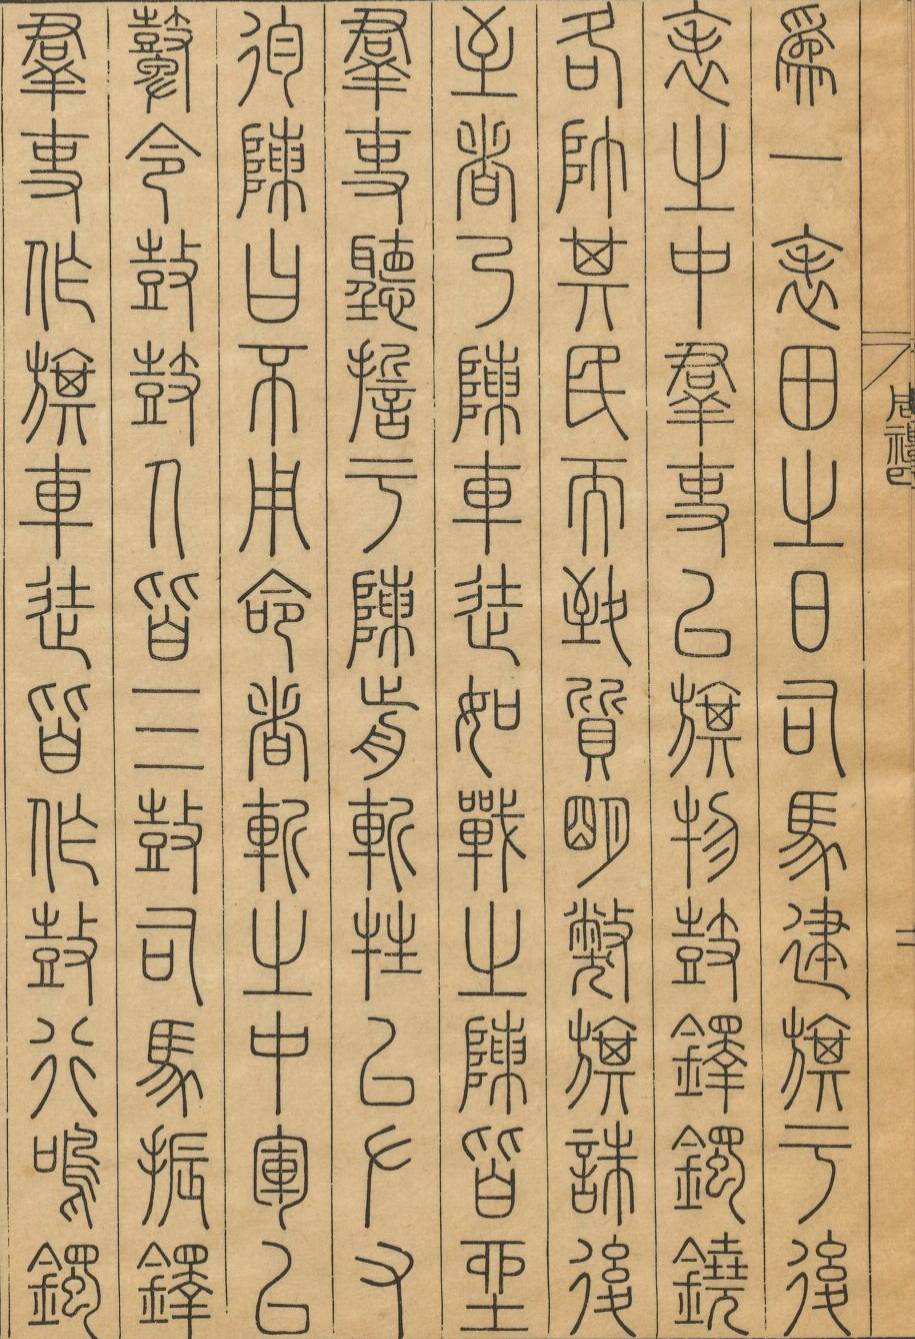 爲一表田之日司馬建旗于後
表之中羣吏以旗物鼓鐸鐲鐃
各帥其民而致質明弊旗誅後
至者乃陳車徒如戰之陳皆坐
羣吏聽誓于陳前斬牲以左右
徇陳曰不用命者斬之中軍以
鼙令鼓鼓人皆三鼓司馬振鐸
羣吏作旗車徒皆作鼓行鳴鐲
周禮